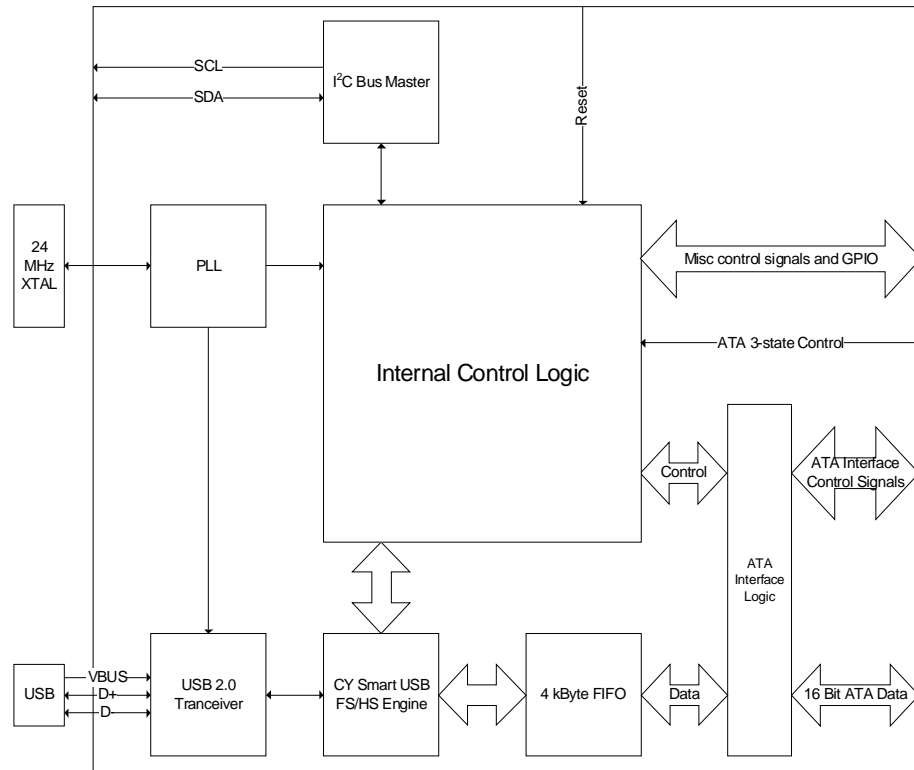 SCL
I²C Bus Master
SDA
Reset
24
MHz
XTAL
PLL
Misc control signals and GPIO
ATA 3-state Control
Internal Control Logic
Control
ATA Interface
Control Signals
ATA
Interface
Logic
USB
VBUS
D+
D-
USB 2.0
Tranceiver
CY Smart USB
FS/HS Engine
4 kByte FIFO
Data
16 Bit ATA Data